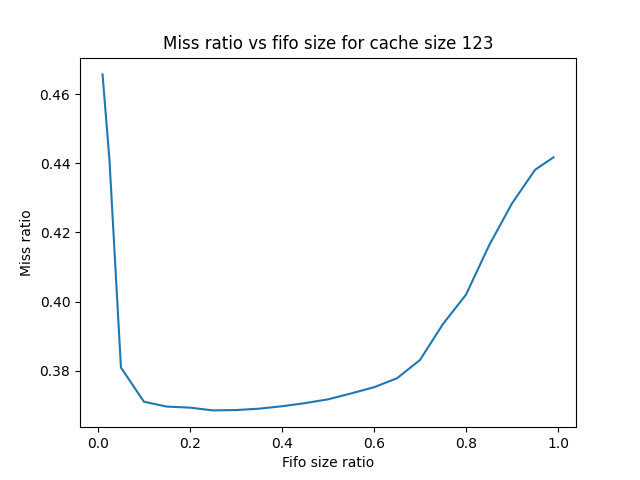 Miss ratio vs fifo size for cache size 123
0.46
0.44
0.42
0.40
0.38
Miss ratio
0.0 0.2 0.4 0.6 0.8 1.0
Fifo size ratio